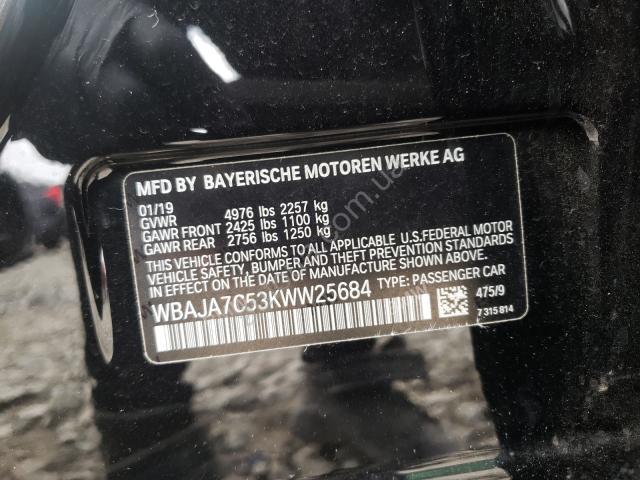 MFD BY BAYERISCHE MOTOREN WERKE AG
01/19
GVWR 4976 lbs 2257 kg
GAWR FRONT 2425 lbs 1100 kg
GAWR REAR 2756 lbs 1250 kg
THIS VEHICLE CONFORMS TO ALL APPLICABLE U.S.FEDERAL MOTOR
VEHICLE SAFETY, BUMPER, AND THEFT PREVENTION STANDARDS
IN EFFECT ON THE DATE OF MANUFACTURE SHOWN ABOVE.
WBAJA7C53KWW25684 TYPE: PASSENGER CAR
475/9
7 315 814